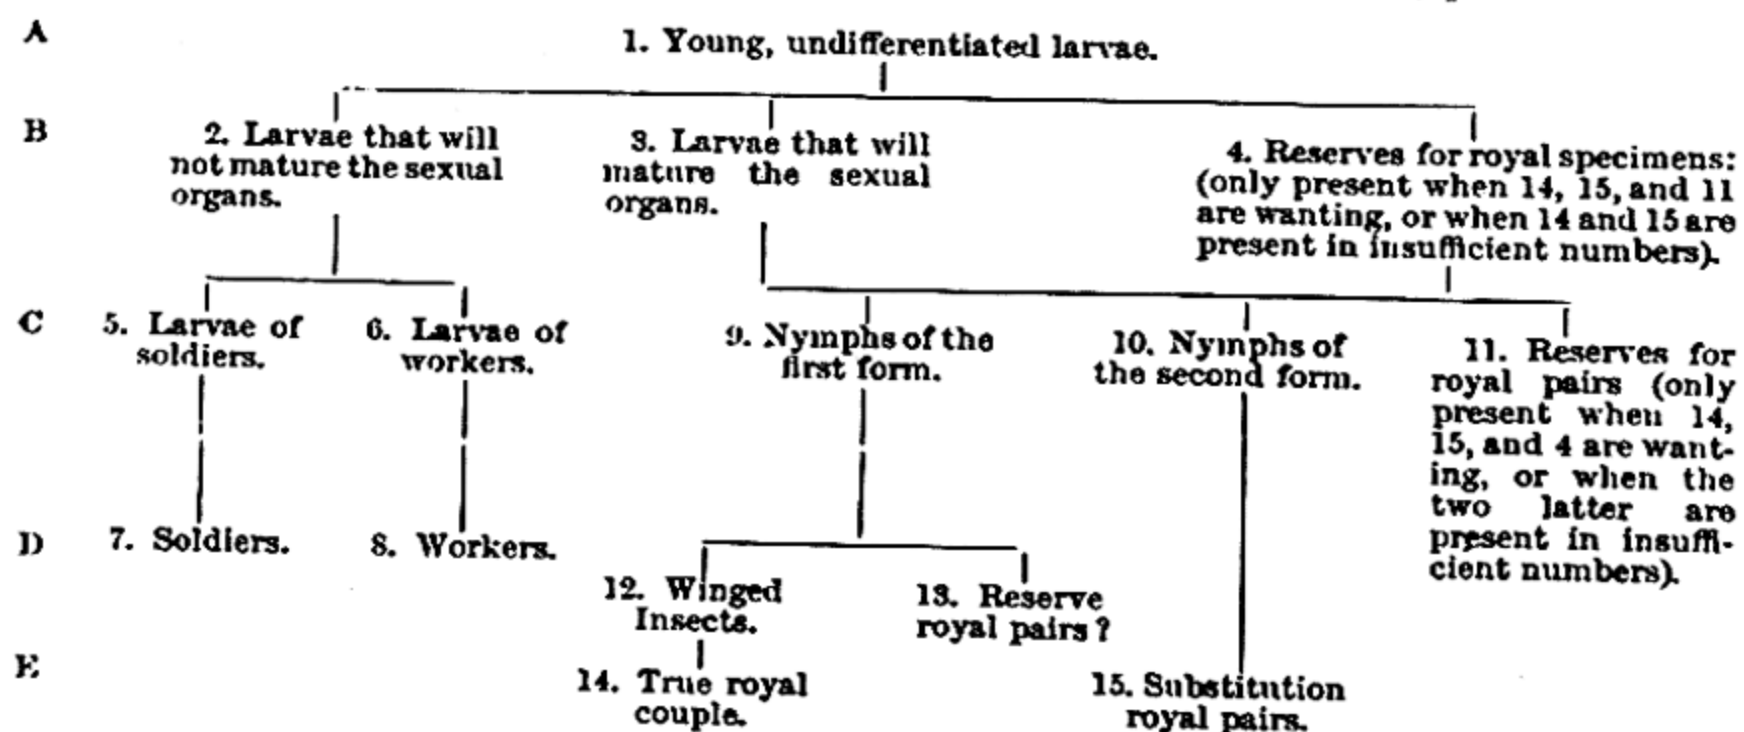 A
1. Young, undifferentiated larvae.
B
2. Larvae that will
not mature the sexual
organs.
3. Larvae that will
mature the sexual
organs.
4. Reserves for royal specimens:
(only present when 14, 15, and 11
are wanting, or when 14 and 15 are
present in insufficient numbers).
C
5. Larvae of
soldiers.
6. Larvae of
workers.
9. Nymphs of the
first form.
10. Nymphs of
the second form.
11. Reserves for
royal pairs (only
present when 14,
15, and 4 are want-
ing, or when the
two latter are
present in insuffi-
cient numbers).
D
7. Soldiers.
8. Workers.
12. Winged
Insects.
13. Reserve
royal pairs?
E
14. True royal
couple.
15. Substitution
royal pairs.